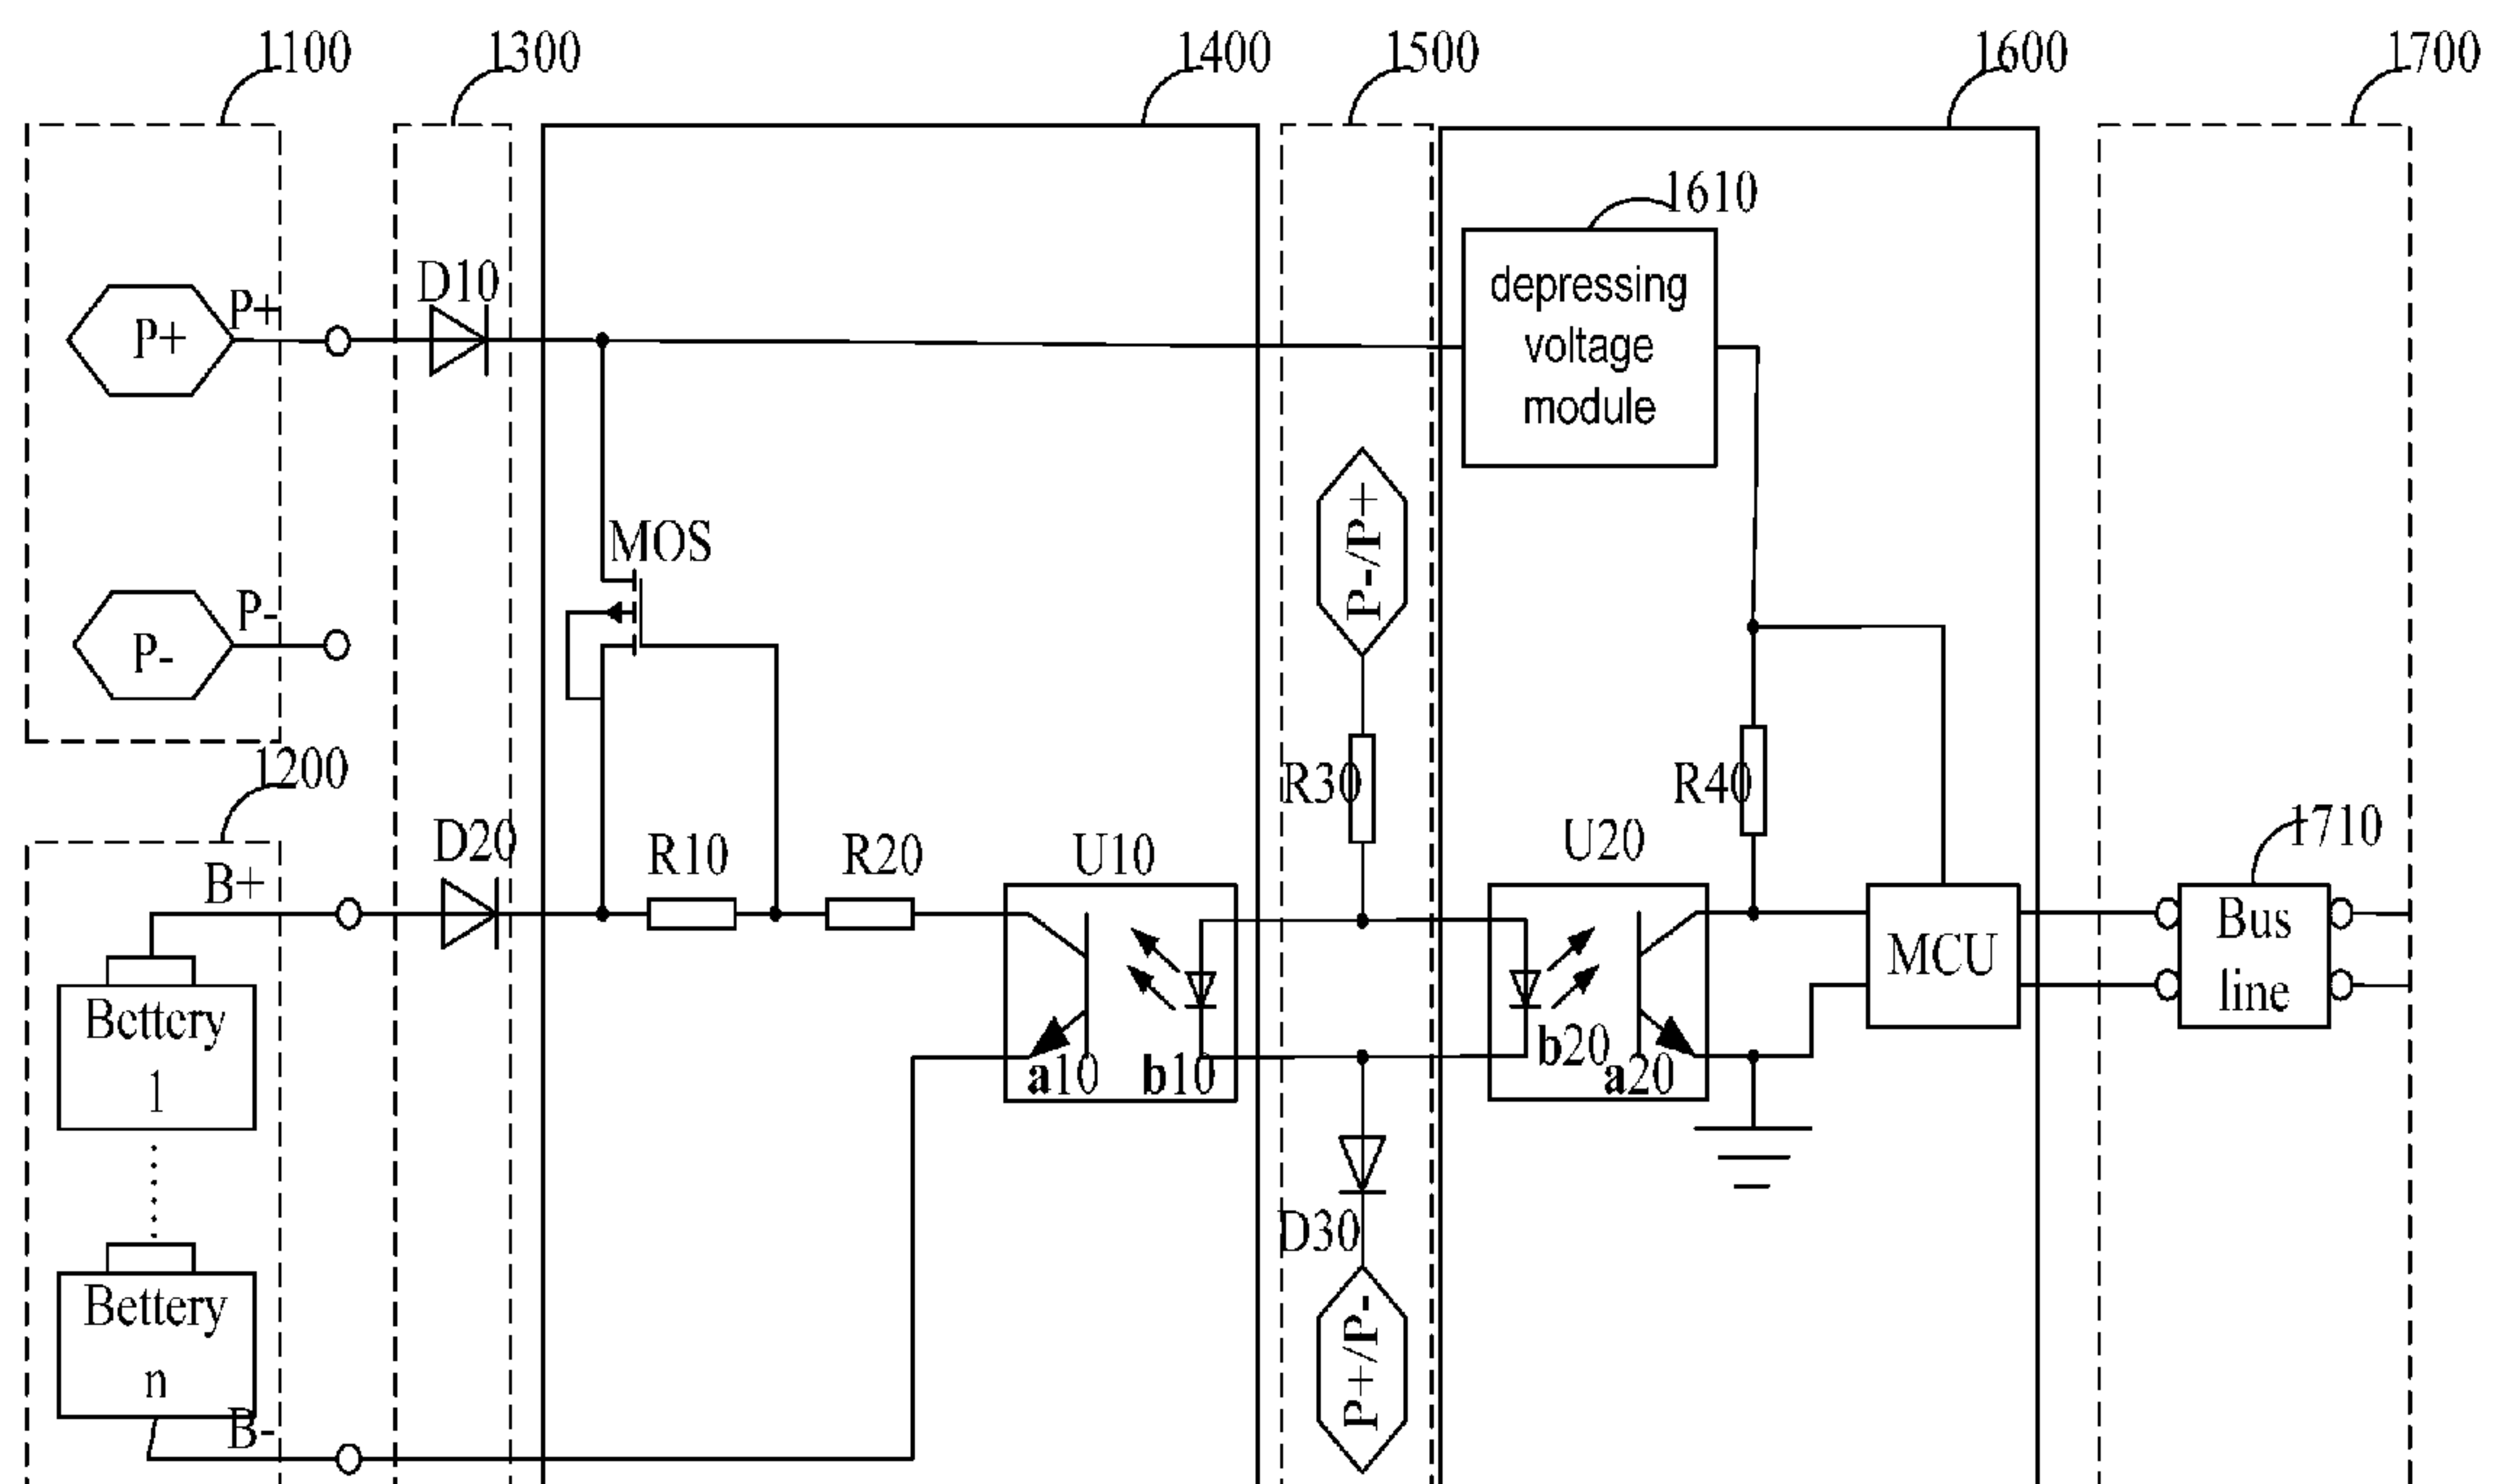 1100
1300
1400
1500
1600
1700
1610
depressing
voltage
module
D10
P+
P+
MOS
P-/P+
P-
P-
1200
R30
R40
1710
D20
R10
R20
U10
U20
B+
Bus
line
MCU
Bettery
1
a10
b10
b20
a20
D30
Bettery
n
B-
P+/P-